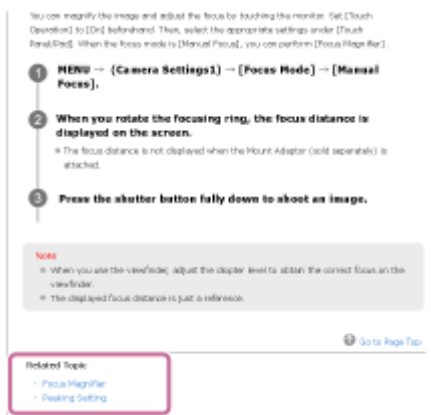 You can magnify the image and adjust the focus by touching the monitor. Set [Touch
Operation] to [On] beforehand. Then, select the appropriate settings under [Touch
Panel/Pad]. When the focus mode is [Manual Focus], you can perform [Focus Magnifier].
1 MENU → (Camera Settings1) → [Focus Mode] → [Manual
Focus].
2 When you rotate the focusing ring, the focus distance is
displayed on the screen.
The focus distance is not displayed when the Mount Adaptor (sold separately) is
attached.
3 Press the shutter button fully down to shoot an image.
Note
When you use the viewfinder, adjust the diopter level to obtain the correct focus on the
viewfinder.
The displayed focus distance is just a reference.
Go to Page Top
Related Topic
Focus Magnifier
Peaking Setting